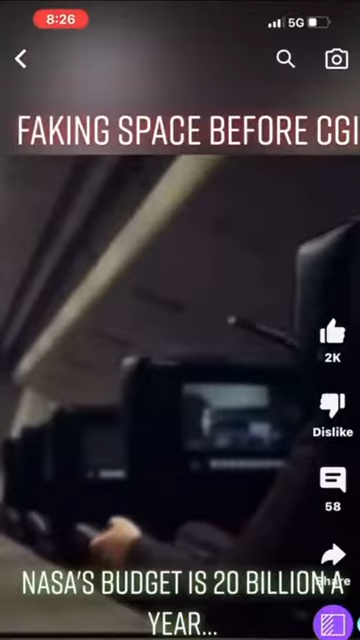 8:26
5G
FAKING SPACE BEFORE CGI
2K
Dislike
58
Share
NASA'S BUDGET IS 20 BILLION A
YEAR...